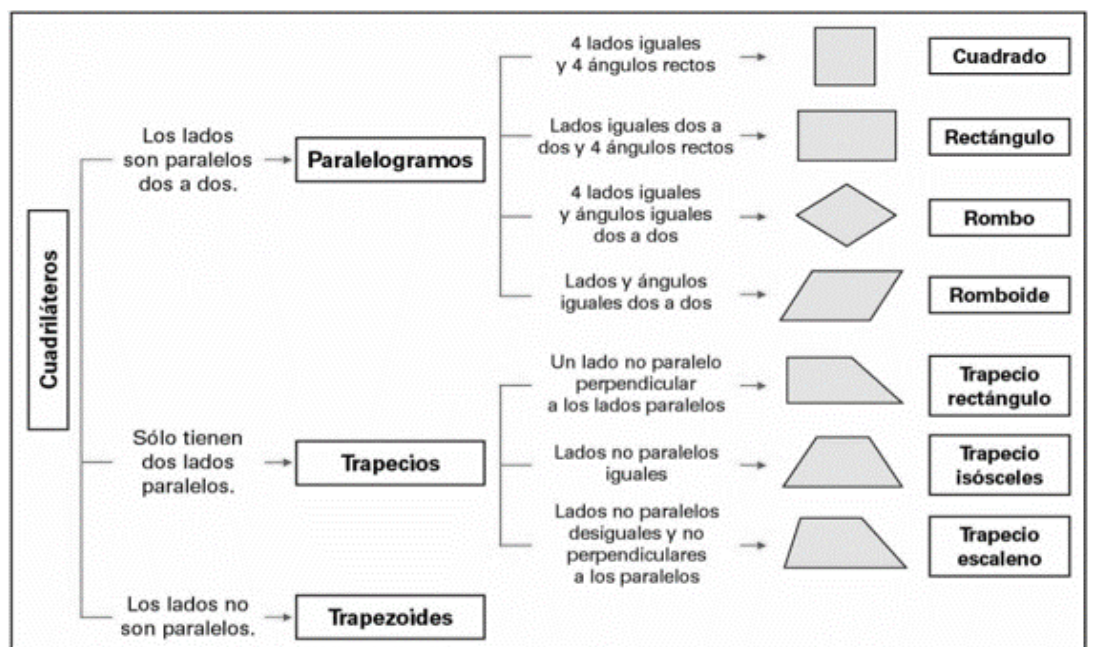 Cuadriláteros
Los lados
son paralelos
dos a dos.
Paralelogramos
4 lados iguales
y 4 ángulos rectos
Cuadrado
Lados iguales dos a
dos y 4 ángulos rectos
Rectángulo
4 lados iguales
y ángulos iguales
dos a dos
Rombo
Lados y ángulos
iguales dos a dos
Romboide
Sólo tienen
dos lados
paralelos.
Trapecios
Un lado no paralelo
perpendicular
a los lados paralelos
Trapecio
rectángulo
Lados no paralelos
iguales
Trapecio
isósceles
Lados no paralelos
desiguales y no
perpendiculares
a los paralelos
Trapecio
escaleno
Los lados no
son paralelos.
Trapezoides